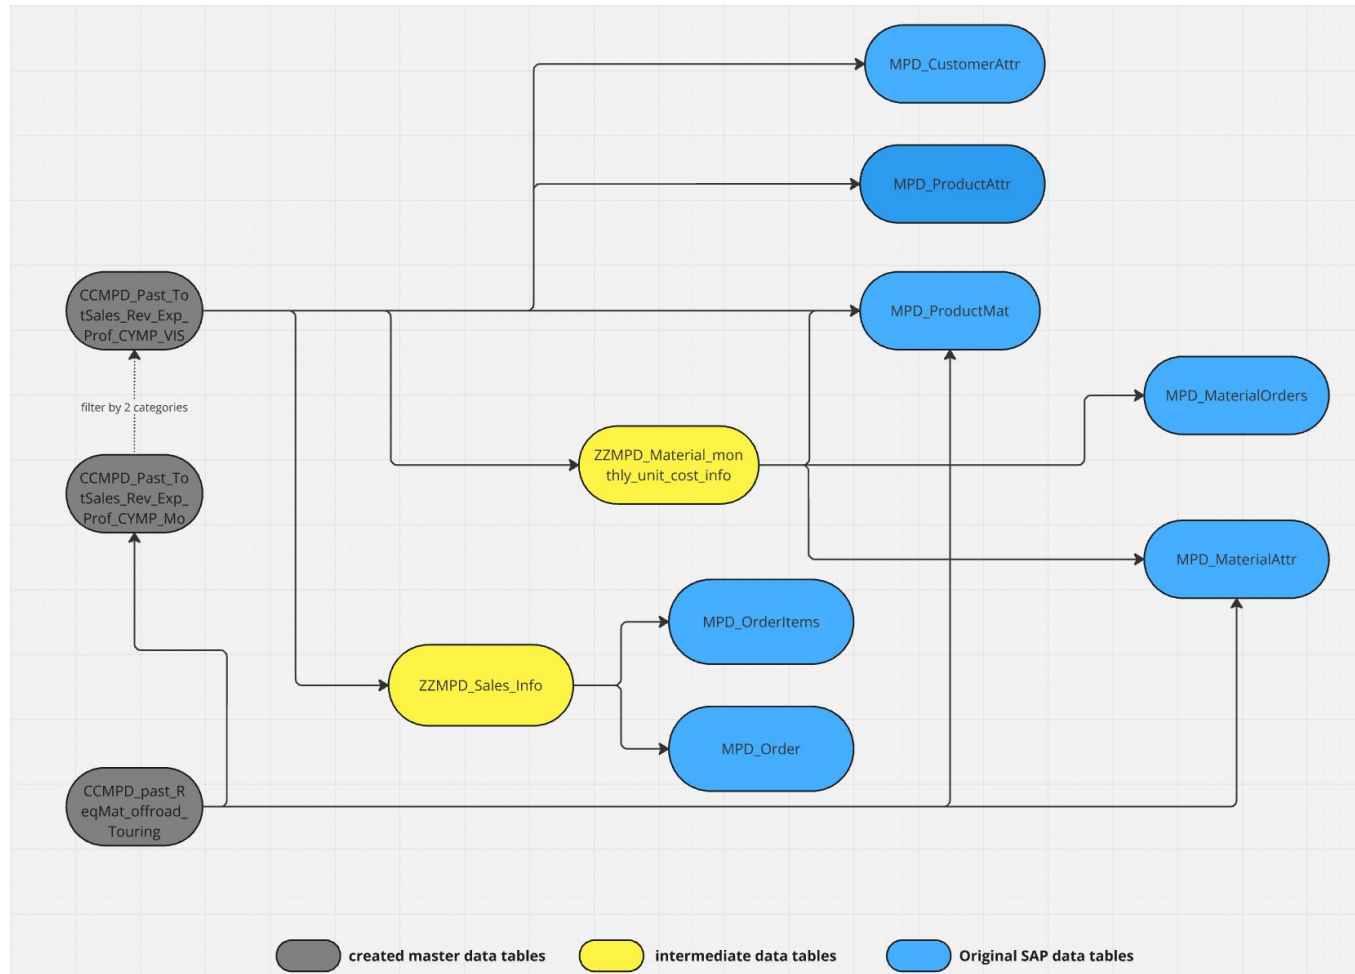 MPD_CustomerAttr
MPD_ProductAttr
CCMPD_Past_To
tSales_Rev_Exp_
Prof_CYMP_VIS
MPD_ProductMat
MPD_MaterialOrders
filter by 2 categories
ZZMPD_Material_mon
thly_unit_cost_info
CCMPD_Past_To
tSales_Rev_Exp_
Prof_CYMP_Mo
MPD_MaterialAttr
MPD_OrderItems
ZZMPD_Sales_Info
MPD_Order
CCMPD_past_R
eqMat_offroad_
Touring
created master data tables
intermediate data tables
Original SAP data tables